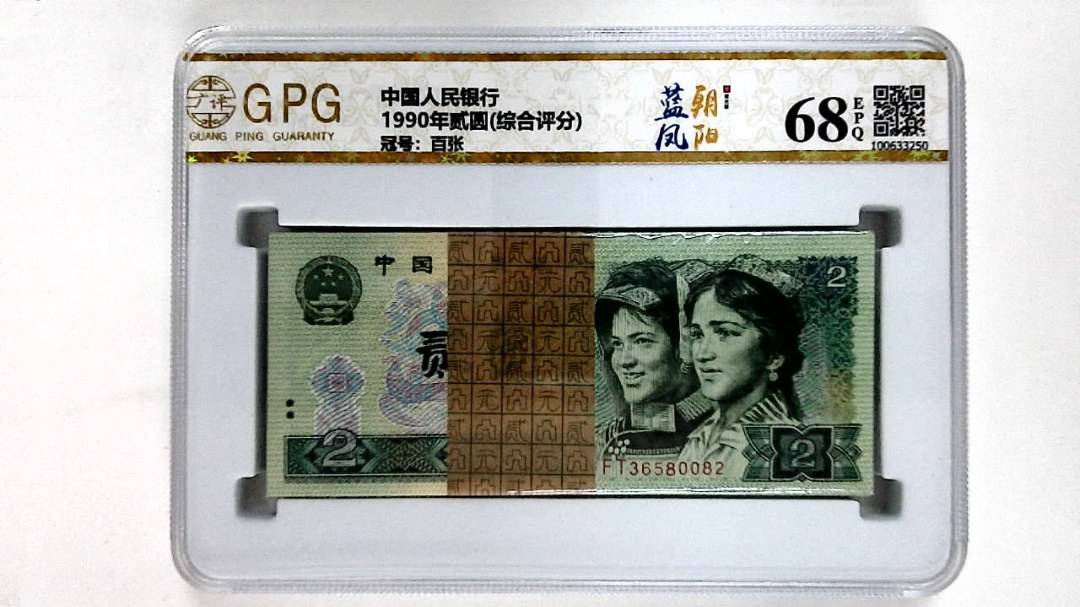 广评
GPG
GUANG PING GUARANTY
中国人民银行
1990年贰圆(综合评分)
冠号：百张
蓝凤
朝阳
68
EPQ
100633250
中国
2
贰
2
FT36580082
2